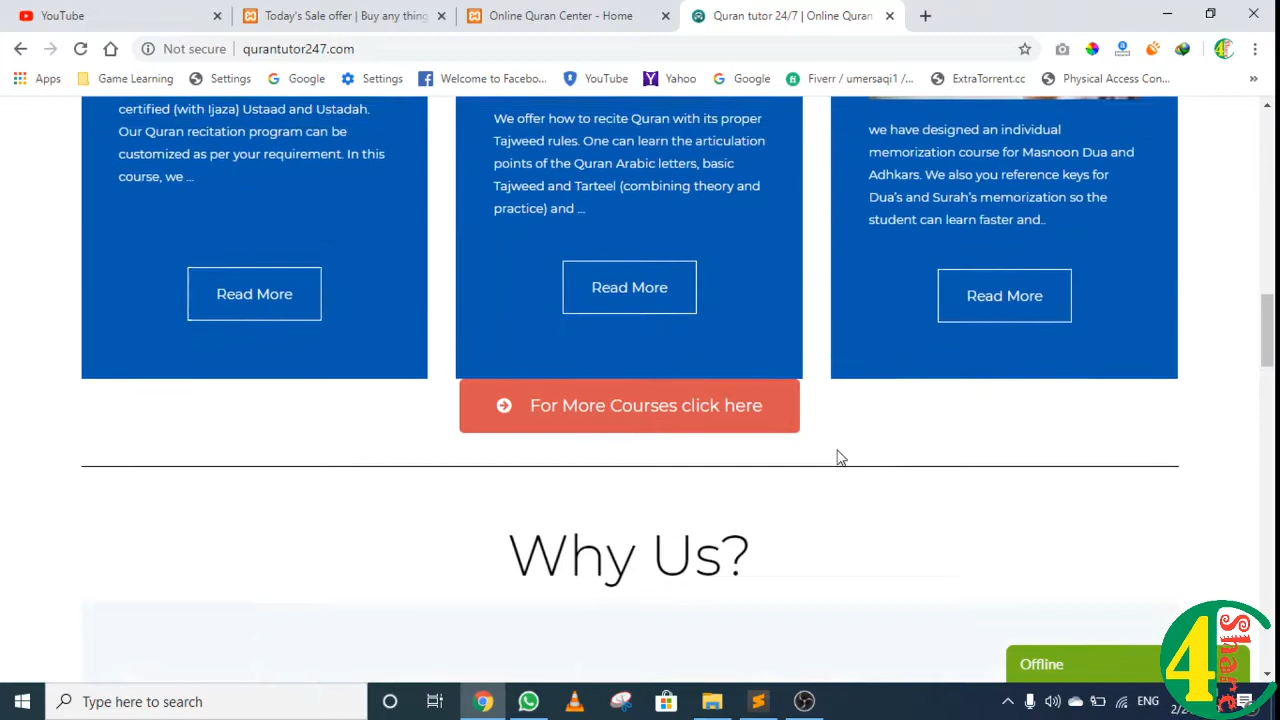 YouTube
Today's Sale offer | Buy any thing
Online Quran Center - Home
Quran tutor 24/7 | Online Quran
Not secure
qurantutor247.com
Apps
Game Learning
Settings
Google
Settings
Welcome to Facebo...
YouTube
Yahoo
Google
Fiverr / umersaqi1 /...
ExtraTorrent.cc
Physical Access Con...
certified (with Ijaza) Ustaad and Ustadah.
Our Quran recitation program can be
customized as per your requirement. In this
course, we ...
Read More
We offer how to recite Quran with its proper
Tajweed rules. One can learn the articulation
points of the Quran Arabic letters, basic
Tajweed and Tarteel (combining theory and
practice) and ...
Read More
we have designed an individual
memorization course for Masnoon Dua and
Adhkars. We also you reference keys for
Dua's and Surah's memorization so the
student can learn faster and..
Read More
For More Courses click here
Why Us?
Offline
4 Share
Type here to search
ENG